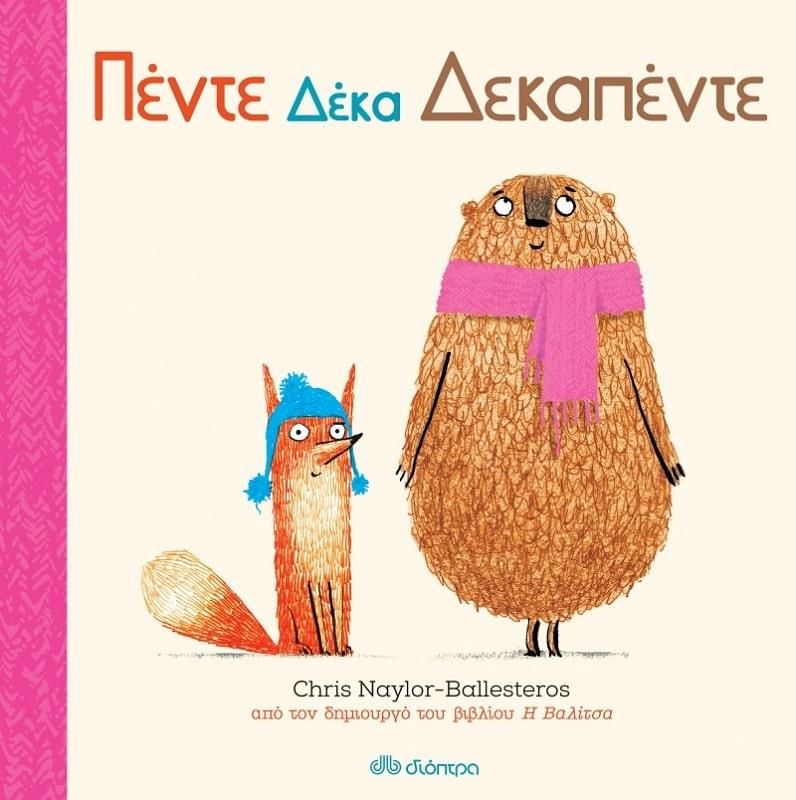 Πέντε Δέκα Δεκαπέντε
Chris Naylor-Ballesteros
από τον δημιουργό του βιβλίου Η Βαλίτσα
διόπτρα